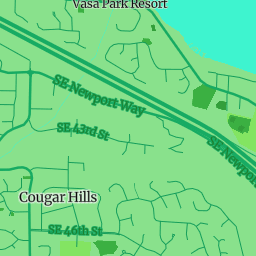 Vasa Park Resort
SE Newport Way
SE 43rd St
SE Newport
Cougar Hills
SE 46th St